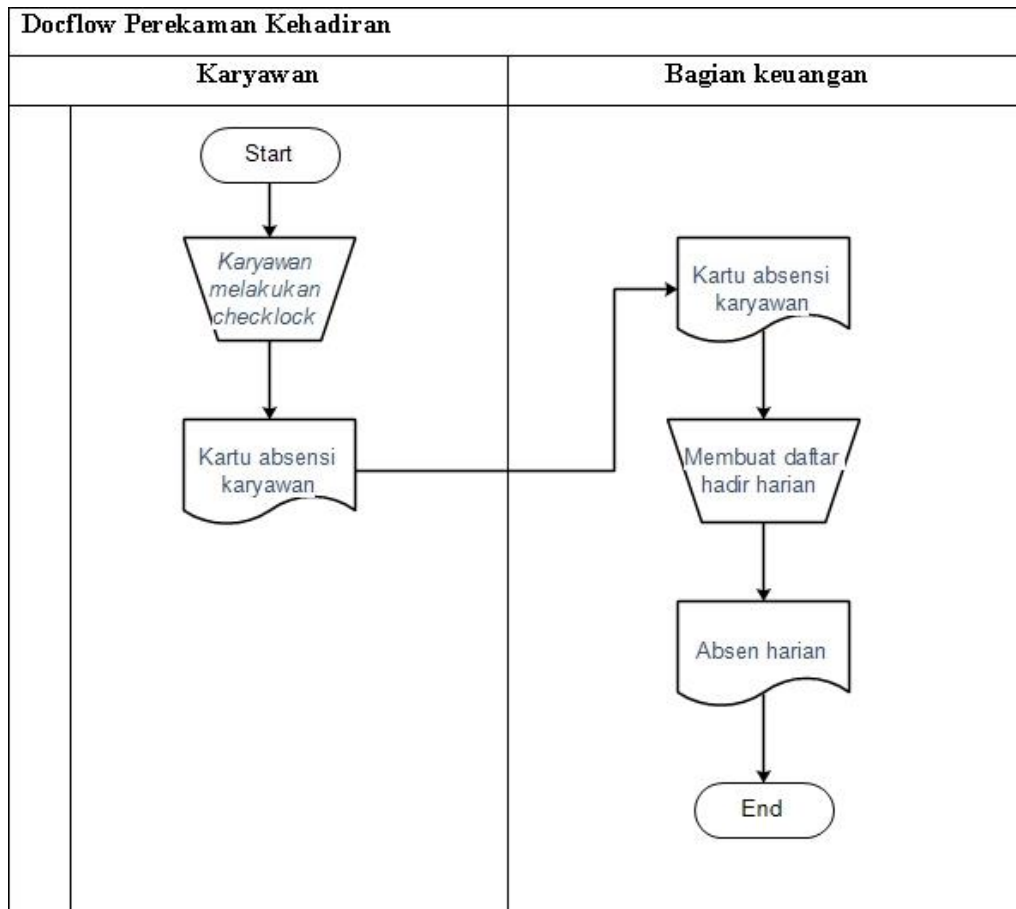 Docflow Perekaman Kehadiran
Karyawan
Bagian keuangan
Start
Karyawan
melakukan
checklock
Kartu absensi
karyawan
Kartu absensi
karyawan
Membuat daftar
hadir harian
Absen harian
End